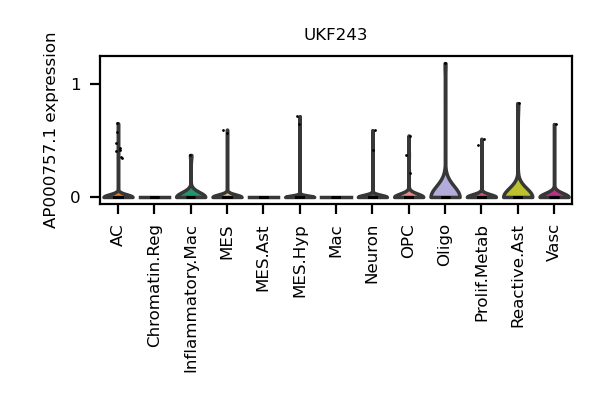 UKF243
AP000757.1 expression
1
0
AC
Chromatin.Reg
Inflammatory.Mac
MES
MES.Ast
MES.Hyp
Mac
Neuron
OPC
Oligo
Prolif.Metab
Reactive.Ast
Vasc